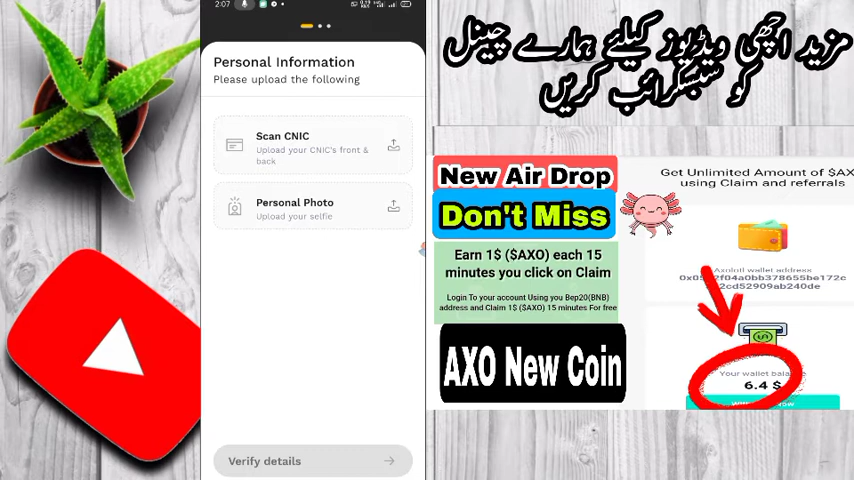 2:07
Personal Information
Please upload the following
Scan CNIC
Upload your CNIC's front &
back
Personal Photo
Upload your selfie
Verify details
مزید اچھی ویڈیوز کیلئے ہمارے چینل
کو سبسکرائب کریں
New Air Drop
Don't Miss
Earn 1$ ($AXO) each 15
minutes you click on Claim
Login To your account Using you Bep20(BNB)
address and Claim 1$ ($AXO) 15 minutes For free
AXO New Coin
Get Unlimited Amount of $AX
using Claim and referrals
Axolotl wallet address
Your wallet balance
6.4 $